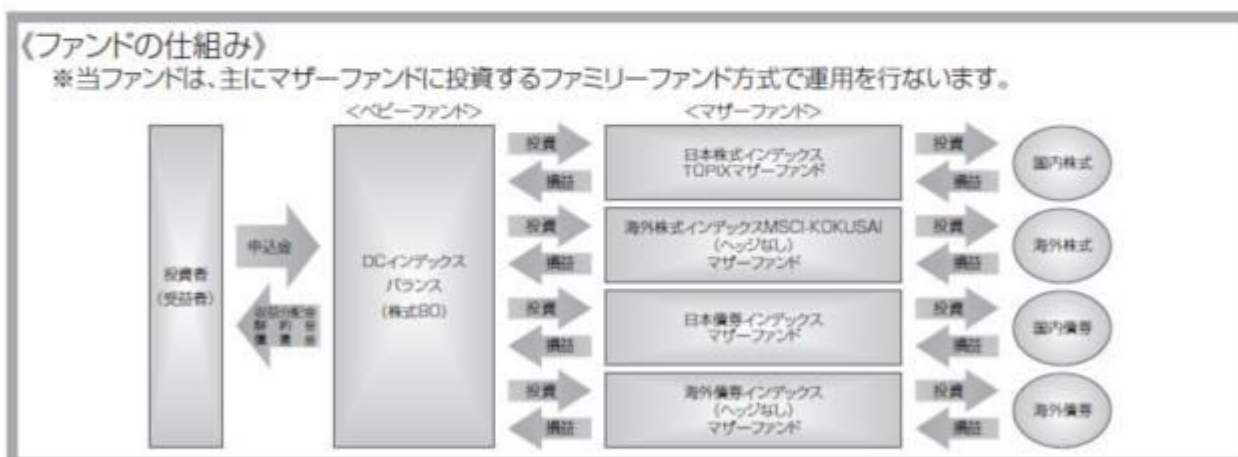 《ファンドの仕組み》
※当ファンドは、主にマザーファンドに投資するファミリーファンド方式で運用を行ないます。
<ベビーファンド>
<マザーファンド>
投資者
(受益者)
申込金
収益分配金
解約金
償還金
DCインデックス
バランス
(株式80)
投資
損益
日本株式インデックス
TOPIXマザーファンド
投資
損益
国内株式
投資
損益
海外株式インデックスMSCI-KOKUSAI
(ヘッジなし)
マザーファンド
投資
損益
海外株式
投資
損益
日本債券インデックス
マザーファンド
投資
損益
国内債券
投資
損益
海外債券インデックス
(ヘッジなし)
マザーファンド
投資
損益
海外債券